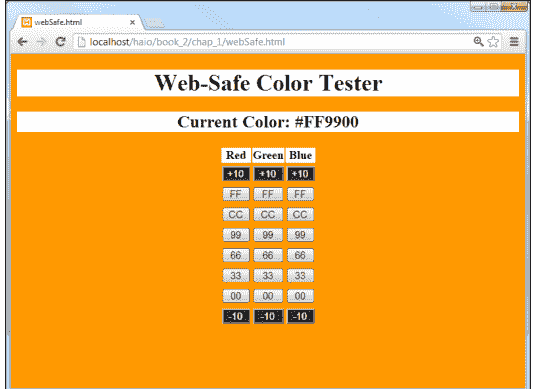 webSafe.html
localhost/haio/book_2/chap_1/webSafe.html
Web-Safe Color Tester
Current Color: #FF9900
Red Green Blue
+10 +10 +10
FF FF FF
CC CC CC
99 99 99
66 66 66
33 33 33
00 00 00
-10 -10 -10